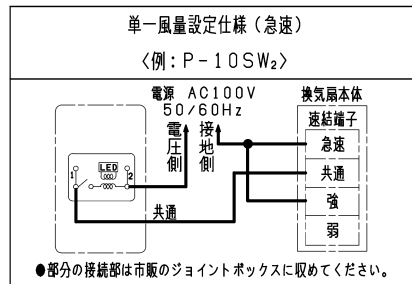 単一風量設定仕様（急速）
〈例：P-10SW₂〉
電源 AC100V
50/60Hz
電圧側
接地側
換気扇本体
速結端子
急速
共通
強
弱
LED
1
2
共通
●部分の接続部は市販のジョイントボックスに収めてください。